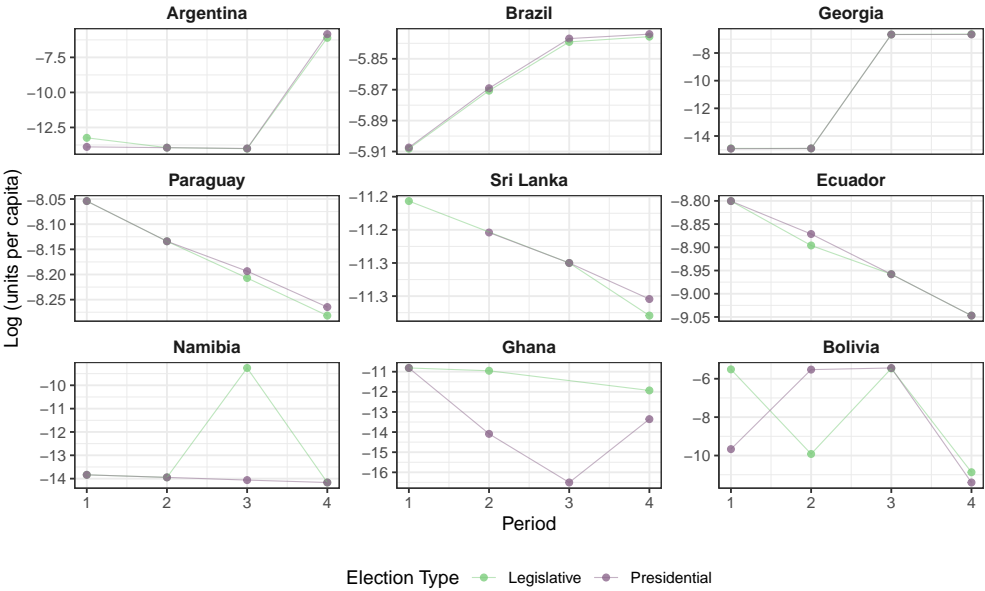 Argentina
Brazil
Georgia
−7.5
−10.0
−12.5
−5.85
−5.87
−5.89
−5.91
−8
−10
−12
−14
Paraguay
Sri Lanka
Ecuador
−8.05
−8.10
−8.15
−8.20
−8.25
−11.2
−11.2
−11.3
−11.3
−8.80
−8.85
−8.90
−8.95
−9.00
−9.05
Log (units per capita)
Namibia
Ghana
Bolivia
−10
−11
−12
−13
−14
−11
−12
−13
−14
−15
−16
−6
−8
−10
1 2 3 4
1 2 3 4
1 2 3 4
Period
Election Type Legislative Presidential